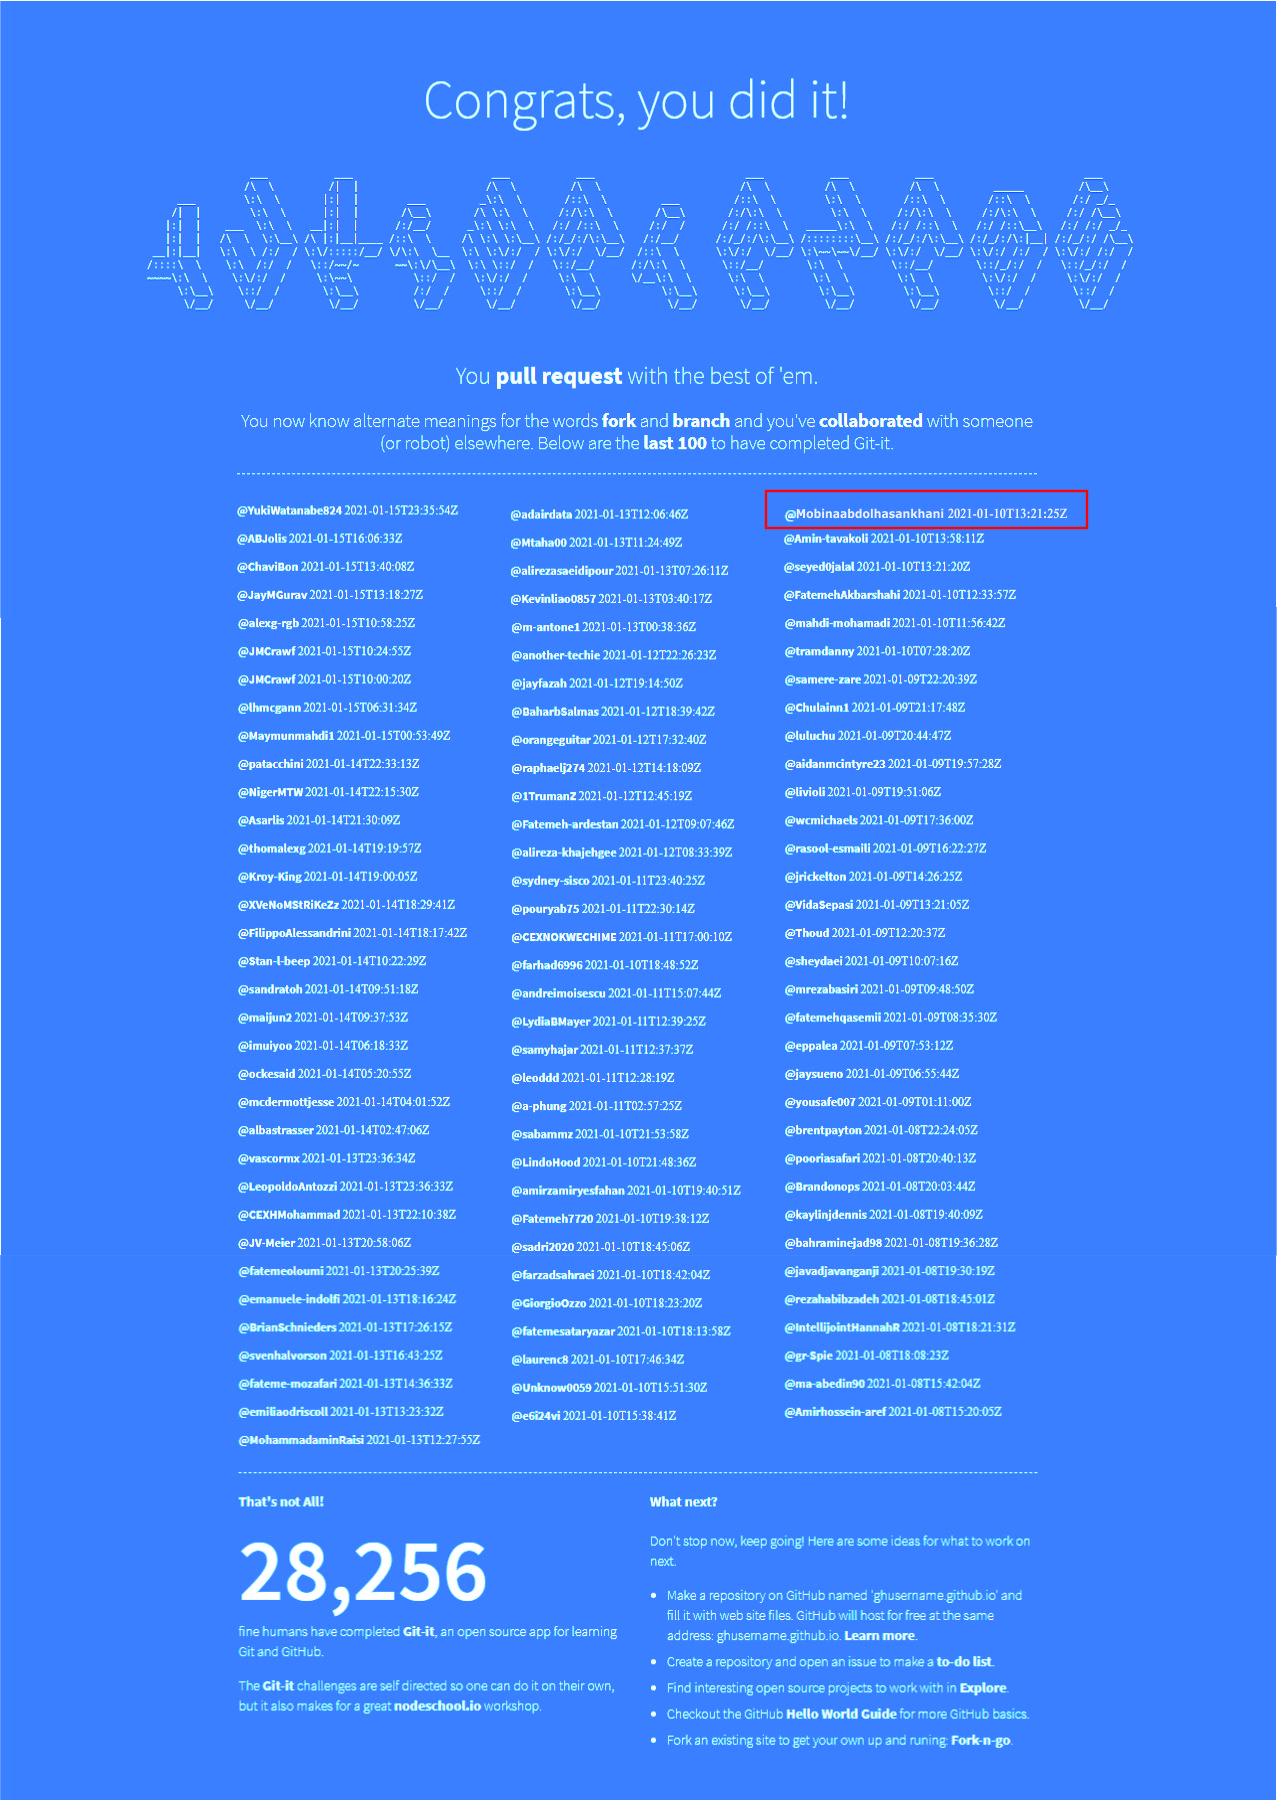 Congrats, you did it!
You pull request with the best of 'em.
You now know alternate meanings for the words fork and branch and you've collaborated with someone
(or robot) elsewhere. Below are the last 100 to have completed Git-it.
@YukiWatanabe824 2021-01-15T23:35:54Z
@ABJolis 2021-01-15T16:06:33Z
@ChaviBon 2021-01-15T13:40:08Z
@JayMGurav 2021-01-15T13:18:27Z
@alexg-rgb 2021-01-15T10:58:25Z
@JMCrawf 2021-01-15T10:24:55Z
@JMCrawf 2021-01-15T10:00:20Z
@lhmcgann 2021-01-15T06:31:34Z
@Maymunmahdi1 2021-01-15T00:53:49Z
@patacchini 2021-01-14T22:33:13Z
@NigerMTW 2021-01-14T22:15:30Z
@Asarlis 2021-01-14T21:30:09Z
@thomalexg 2021-01-14T19:19:57Z
@Kroy-King 2021-01-14T19:00:05Z
@XVeNoMStRiKeZz 2021-01-14T18:29:41Z
@FilippoAlessandrini 2021-01-14T18:17:42Z
@Stan-l-beep 2021-01-14T10:22:29Z
@sandratoh 2021-01-14T09:51:18Z
@maijun2 2021-01-14T09:37:53Z
@imuiyoo 2021-01-14T06:18:33Z
@ockesaid 2021-01-14T05:20:55Z
@mcdermottjesse 2021-01-14T04:01:52Z
@albastrasser 2021-01-14T02:47:06Z
@vascormx 2021-01-13T23:36:34Z
@LeopoldoAntozzi 2021-01-13T23:36:33Z
@CEXHMohammad 2021-01-13T22:10:38Z
@JV-Meier 2021-01-13T20:58:06Z
@fatemeoloumi 2021-01-13T20:25:39Z
@emanuele-indolfi 2021-01-13T18:16:24Z
@BrianSchnieders 2021-01-13T17:26:15Z
@svenhalvorson 2021-01-13T16:43:25Z
@fateme-mozafari 2021-01-13T14:36:33Z
@emiliaodriscoll 2021-01-13T13:23:32Z
@MohammadaminRaisi 2021-01-13T12:27:55Z
@adairdata 2021-01-13T12:06:46Z
@Mtaha00 2021-01-13T11:24:49Z
@alirezasaeidipour 2021-01-13T07:26:11Z
@Kevinliao0857 2021-01-13T03:40:17Z
@m-antone1 2021-01-13T00:38:36Z
@another-techie 2021-01-12T22:26:23Z
@jayfazah 2021-01-12T19:14:50Z
@BaharbSalmas 2021-01-12T18:39:42Z
@orangeguitar 2021-01-12T17:32:40Z
@raphaelj274 2021-01-12T14:18:09Z
@1TrumanZ 2021-01-12T12:45:19Z
@Fatemeh-ardestan 2021-01-12T09:07:46Z
@alireza-khajehgee 2021-01-12T08:33:39Z
@sydney-sisco 2021-01-11T23:40:25Z
@pouryab75 2021-01-11T22:30:14Z
@CEXNOKWECHIME 2021-01-11T17:00:10Z
@farhad6996 2021-01-10T18:48:52Z
@andreimoisescu 2021-01-11T15:07:44Z
@LydiaBMayer 2021-01-11T12:39:25Z
@samyhajar 2021-01-11T12:37:37Z
@leoddd 2021-01-11T12:28:19Z
@a-phung 2021-01-11T02:57:25Z
@sabammz 2021-01-10T21:53:58Z
@LindoHood 2021-01-10T21:48:36Z
@amirzamiryesfahan 2021-01-10T19:40:51Z
@Fatemeh7720 2021-01-10T19:38:12Z
@sadri2020 2021-01-10T18:45:06Z
@farzadsahraei 2021-01-10T18:42:04Z
@GiorgioOzzo 2021-01-10T18:23:20Z
@fatemesataryazar 2021-01-10T18:13:58Z
@laurenc8 2021-01-10T17:46:34Z
@Unknow0059 2021-01-10T15:51:30Z
@e6i24vi 2021-01-10T15:38:41Z
@Mobinaabdolhasankhani 2021-01-10T13:21:25Z
@Amin-tavakoli 2021-01-10T13:58:11Z
@seyed0jalal 2021-01-10T13:21:20Z
@FatemehAkbarshahi 2021-01-10T12:33:57Z
@mahdi-mohamadi 2021-01-10T11:56:42Z
@tramdanny 2021-01-10T07:28:20Z
@samere-zare 2021-01-09T22:20:39Z
@Chulainn1 2021-01-09T21:17:48Z
@luluchu 2021-01-09T20:44:47Z
@aidanmcintyre23 2021-01-09T19:57:28Z
@livioli 2021-01-09T19:51:06Z
@wcmichaels 2021-01-09T17:36:00Z
@rasool-esmaili 2021-01-09T16:22:27Z
@jrickelton 2021-01-09T14:26:25Z
@VidaSepasi 2021-01-09T13:21:05Z
@Thoud 2021-01-09T12:20:37Z
@sheydaei 2021-01-09T10:07:16Z
@mrezabasiri 2021-01-09T09:48:50Z
@fatemehqasemii 2021-01-09T08:35:30Z
@eppalea 2021-01-09T07:53:12Z
@jaysueno 2021-01-09T06:55:44Z
@yousafe007 2021-01-09T01:11:00Z
@brentpayton 2021-01-08T22:24:05Z
@pooriasafari 2021-01-08T20:40:13Z
@Brandonops 2021-01-08T20:03:44Z
@kaylinjdennis 2021-01-08T19:40:09Z
@bahraminejad98 2021-01-08T19:36:28Z
@javadjavanganji 2021-01-08T19:30:19Z
@rezahabibzadeh 2021-01-08T18:45:01Z
@IntellijointHannahR 2021-01-08T18:21:31Z
@gr-Spie 2021-01-08T18:08:23Z
@ma-abedin90 2021-01-08T15:42:04Z
@Amirhossein-aref 2021-01-08T15:20:05Z
That's not All!
28,256
fine humans have completed Git-it, an open source app for learning
Git and GitHub.
The Git-it challenges are self directed so one can do it on their own,
but it also makes for a great nodeschool.io workshop.
What next?
Don't stop now, keep going! Here are some ideas for what to work on
next.
• Make a repository on GitHub named 'ghusername.github.io' and
fill it with web site files. GitHub will host for free at the same
address: ghusername.github.io. Learn more.
• Create a repository and open an issue to make a to-do list.
• Find interesting open source projects to work with in Explore.
• Checkout the GitHub Hello World Guide for more GitHub basics.
• Fork an existing site to get your own up and runing: Fork-n-go.